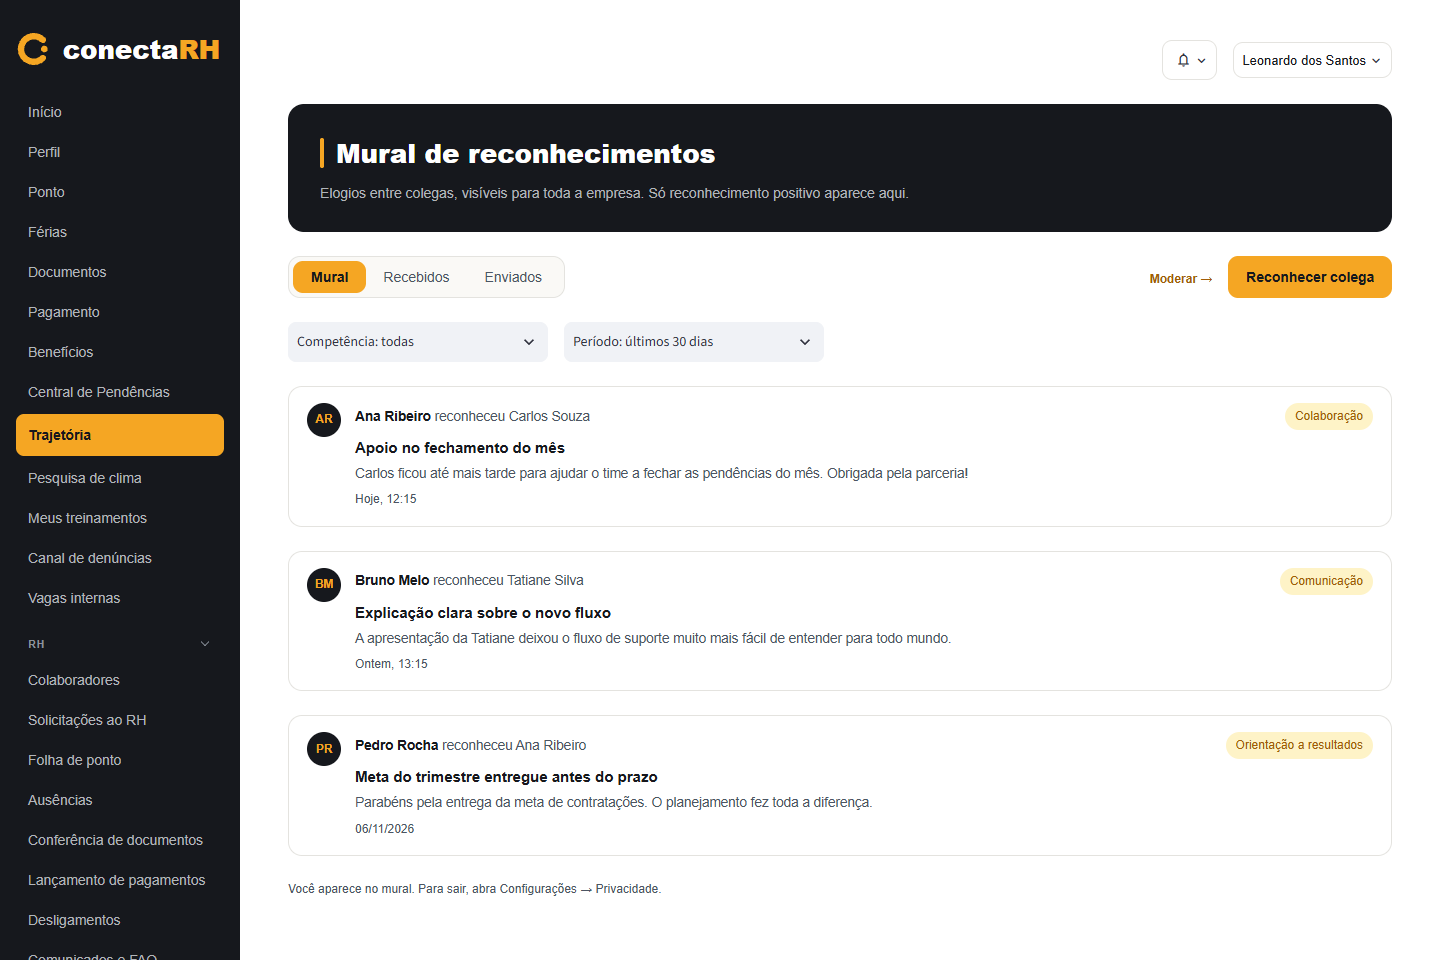 conectaRH
Início
Perfil
Ponto
Férias
Documentos
Pagamento
Benefícios
Central de Pendências
Trajetória
Pesquisa de clima
Meus treinamentos
Canal de denúncias
Vagas internas
RH
Colaboradores
Solicitações ao RH
Folha de ponto
Ausências
Conferência de documentos
Lançamento de pagamentos
Desligamentos
Comunicados e FAQ
Leonardo dos Santos
Mural de reconhecimentos
Elogios entre colegas, visíveis para toda a empresa. Só reconhecimento positivo aparece aqui.
Mural Recebidos Enviados
Moderar → Reconhecer colega
Competência: todas Período: últimos 30 dias
AR Ana Ribeiro reconheceu Carlos Souza Colaboração
Apoio no fechamento do mês
Carlos ficou até mais tarde para ajudar o time a fechar as pendências do mês. Obrigada pela parceria!
Hoje, 12:15
BM Bruno Melo reconheceu Tatiane Silva Comunicação
Explicação clara sobre o novo fluxo
A apresentação da Tatiane deixou o fluxo de suporte muito mais fácil de entender para todo mundo.
Ontem, 13:15
PR Pedro Rocha reconheceu Ana Ribeiro Orientação a resultados
Meta do trimestre entregue antes do prazo
Parabéns pela entrega da meta de contratações. O planejamento fez toda a diferença.
06/11/2026
Você aparece no mural. Para sair, abra Configurações → Privacidade.